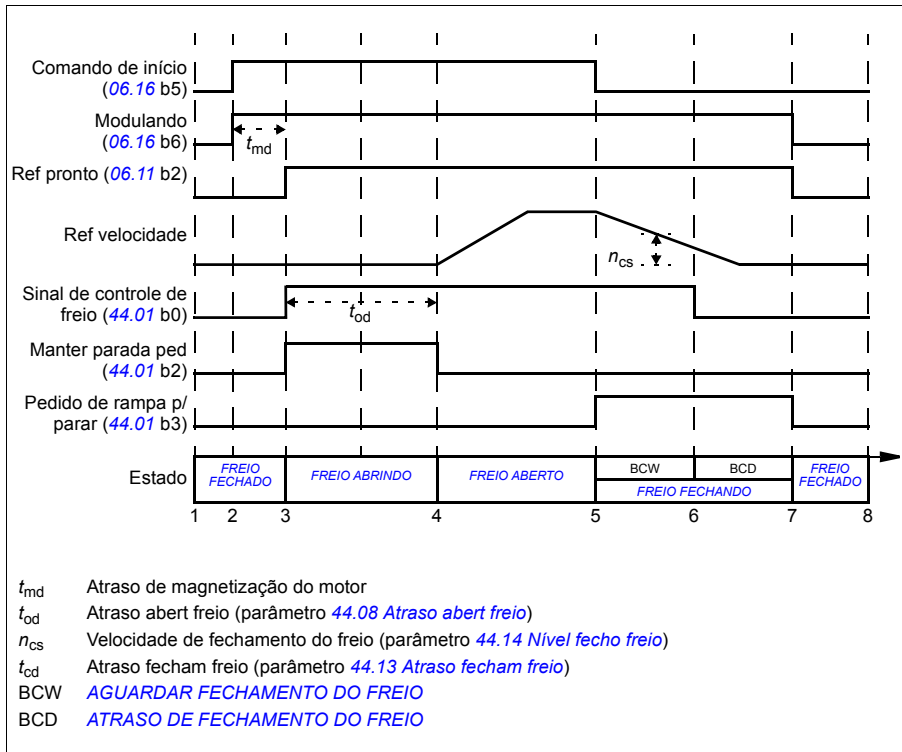 Comando de início
(06.16 b5)
Modulando
(06.16 b6)
tmd
Ref pronto (06.11 b2)
Ref velocidade
ncs
Sinal de controle de
freio (44.01 b0)
tod
Manter parada ped
(44.01 b2)
Pedido de rampa p/
parar (44.01 b3)
Estado
FREIO
FECHADO
FREIO ABRINDO
FREIO ABERTO
BCW
BCD
FREIO FECHANDO
FREIO
FECHADO
1 2 3 4 5 6 7 8
tmd Atraso de magnetização do motor
tod Atraso abert freio (parâmetro 44.08 Atraso abert freio)
ncs Velocidade de fechamento do freio (parâmetro 44.14 Nível fecho freio)
tcd Atraso fecham freio (parâmetro 44.13 Atraso fecham freio)
BCW AGUARDAR FECHAMENTO DO FREIO
BCD ATRASO DE FECHAMENTO DO FREIO